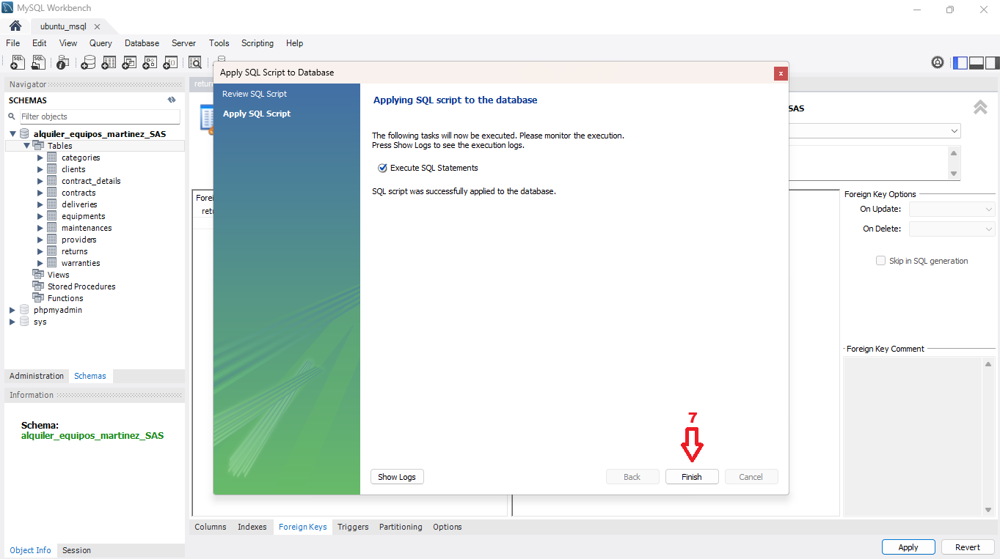 MySQL Workbench
ubuntu_msql
File Edit View Query Database Server Tools Scripting Help
Navigator
SCHEMAS
Filter objects
alquiler_equipos_martinez_SAS
Tables
categories
clients
contract_details
contracts
deliveries
equipments
maintenances
providers
returns
warranties
Views
Stored Procedures
Functions
phpmyadmin
sys
Administration Schemas
Information
Schema:
alquiler_equipos_martinez_SAS
Object Info Session
Apply SQL Script to Database
x
Review SQL Script
Apply SQL Script
Applying SQL script to the database
The following tasks will now be executed. Please monitor the execution.
Press Show Logs to see the execution logs.
Execute SQL Statements
SQL script was successfully applied to the database.
7
Show Logs Back Finish Cancel
SAS
Foreign Key Options
On Update:
On Delete:
Skip in SQL generation
Foreign Key Comment
Columns Indexes Foreign Keys Triggers Partitioning Options
Apply Revert